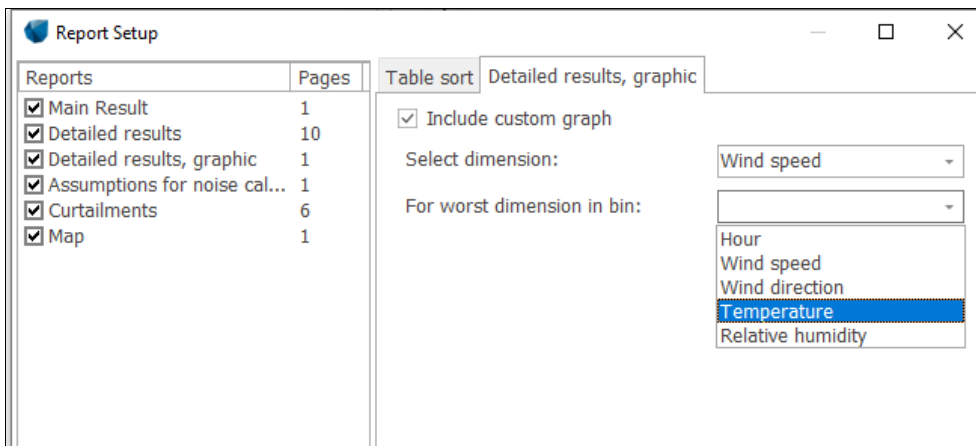 Report Setup
Reports Pages
Main Result 1
Detailed results 10
Detailed results, graphic 1
Assumptions for noise cal... 1
Curtailments 6
Map 1
Table sort Detailed results, graphic
Include custom graph
Select dimension: Wind speed
For worst dimension in bin:
Hour
Wind speed
Wind direction
Temperature
Relative humidity